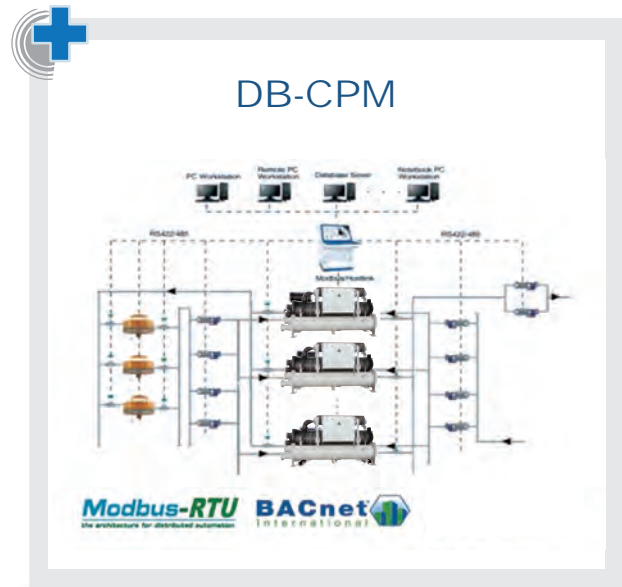 DB-CPM
PC Workstation
Remote PC
Workstation
Database Server
Notebook PC
Workstation
RS422/485
RS422/485
Modbus/Hostlink
Modbus-RTU
the architecture for distributed automation
BACnet
International